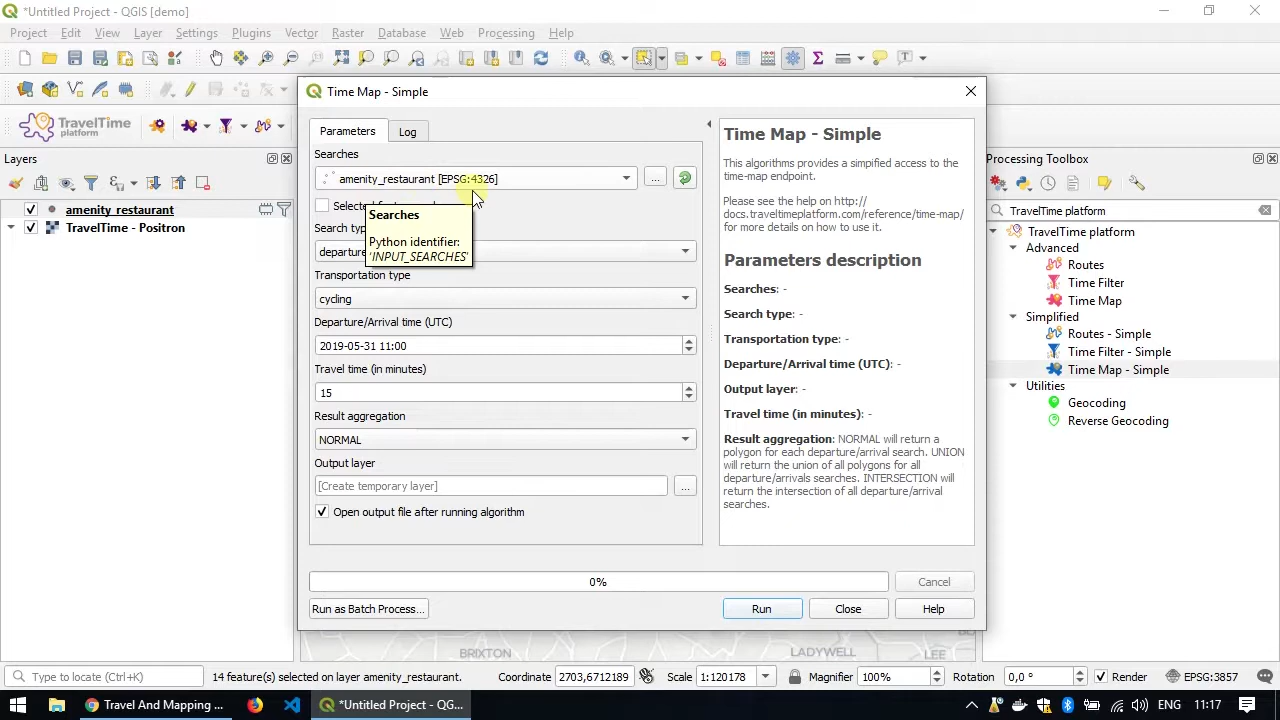 *Untitled Project - QGIS [demo]
Project Edit View Layer Settings Plugins Vector Raster Database Web Processing Help
TravelTime
platform
Layers
amenity_restaurant
TravelTime - Positron
Time Map - Simple
Parameters Log
Searches
amenity_restaurant [EPSG:4326]
...
Searches
Python identifier:
'INPUT_SEARCHES'
Transportation type
cycling
Departure/Arrival time (UTC)
2019-05-31 11:00
Travel time (in minutes)
15
Result aggregation
NORMAL
Output layer
[Create temporary layer]
...
Open output file after running algorithm
Time Map - Simple
This algorithms provides a simpified access to the
time-map endpoint.
Please see the help on http://
docs.traveltimeplatform.com/reference/time-map/
for more details on how to use it.
Parameters description
Searches: -
Search type: -
Transportation type: -
Departure/Arrival time (UTC): -
Output layer: -
Travel time (in minutes): -
Result aggregation: NORMAL will return a
polygon for each departure/arrival search. UNION
will return the union of all polygons for all
departure/arrivals searches. INTERSECTION will
return the intersection of all departure/arrival
searches.
0%
Cancel
Run as Batch Process...
Run
Close
Help
Processing Toolbox
TravelTime platform
TravelTime platform
Advanced
Routes
Time Filter
Time Map
Simplified
Routes - Simple
Time Filter - Simple
Time Map - Simple
Utilities
Geocoding
Reverse Geocoding
BRIXTON
LADYWELL
LEE
Type to locate (Ctrl+K)
14 feature(s) selected on layer amenity_restaurant.
Coordinate 2703,6712189
Scale 1:120178
Magnifier 100%
Rotation 0,0 °
Render
EPSG:3857
Travel And Mapping ...
*Untitled Project - QG...
ENG
11:17